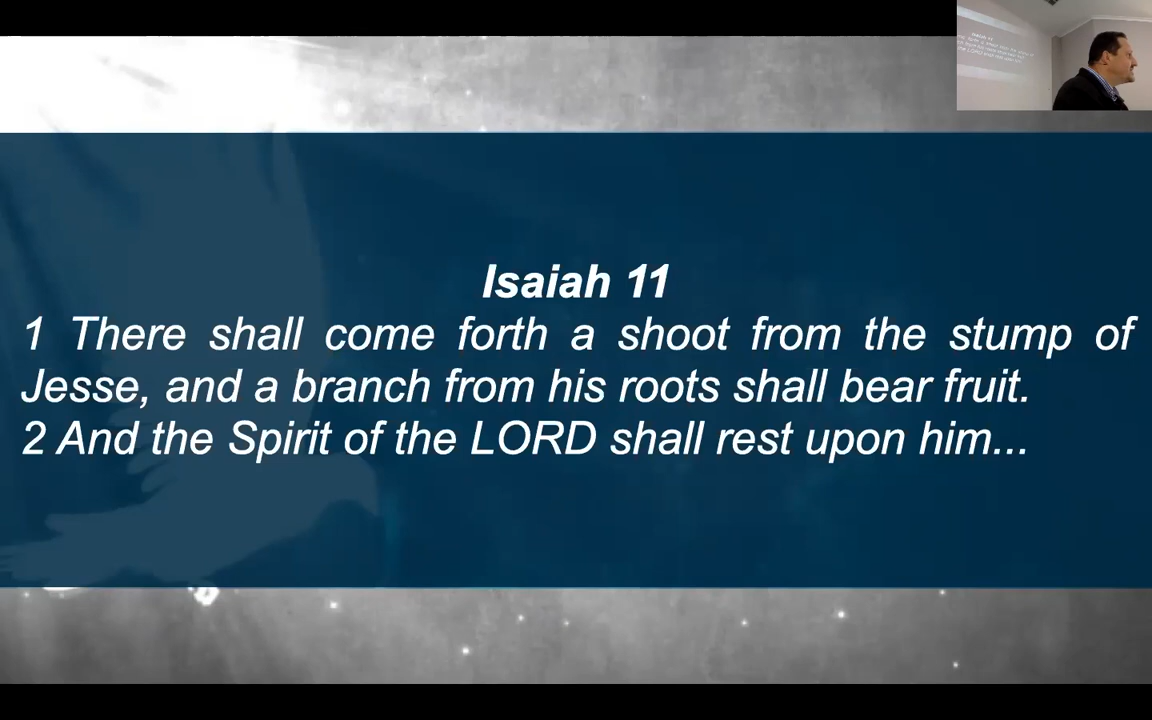 Isaiah 11
1 There shall come forth a shoot from the stump of
Jesse, and a branch from his roots shall bear fruit.
2 And the Spirit of the LORD shall rest upon him...